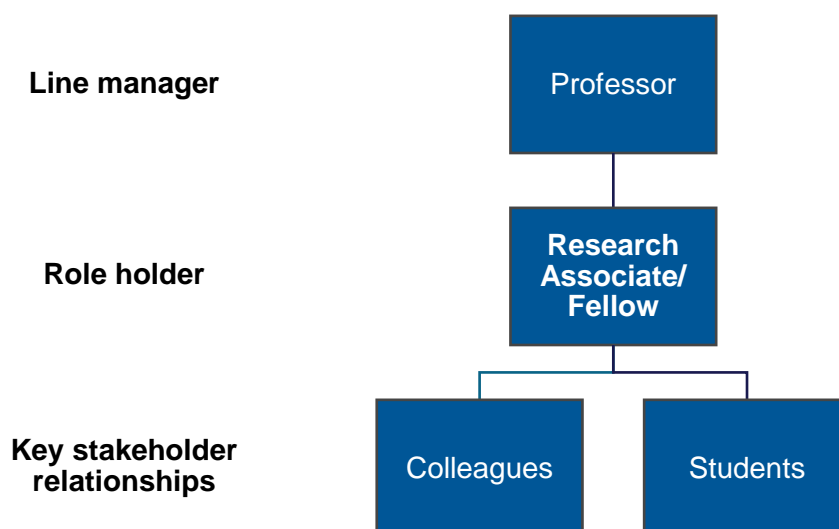 Line manager
Professor
Role holder
Research
Associate/
Fellow
Key stakeholder
relationships
Colleagues
Students